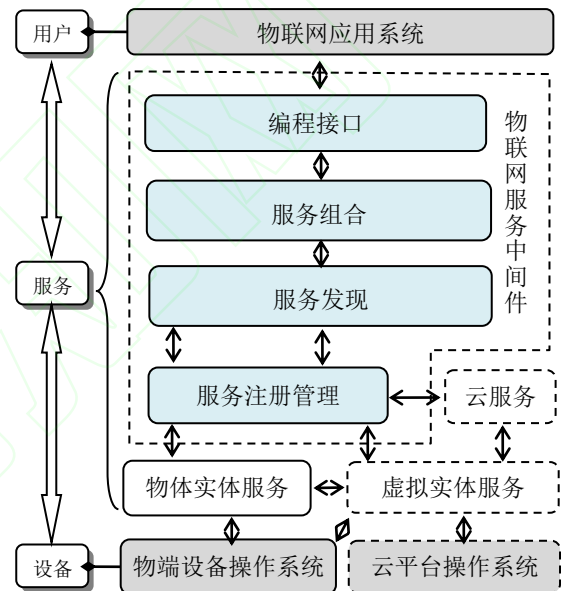 用户
物联网应用系统
编程接口
物联网服务中间件
服务组合
服务
服务发现
服务注册管理
云服务
物体实体服务
虚拟实体服务
设备
物端设备操作系统
云平台操作系统